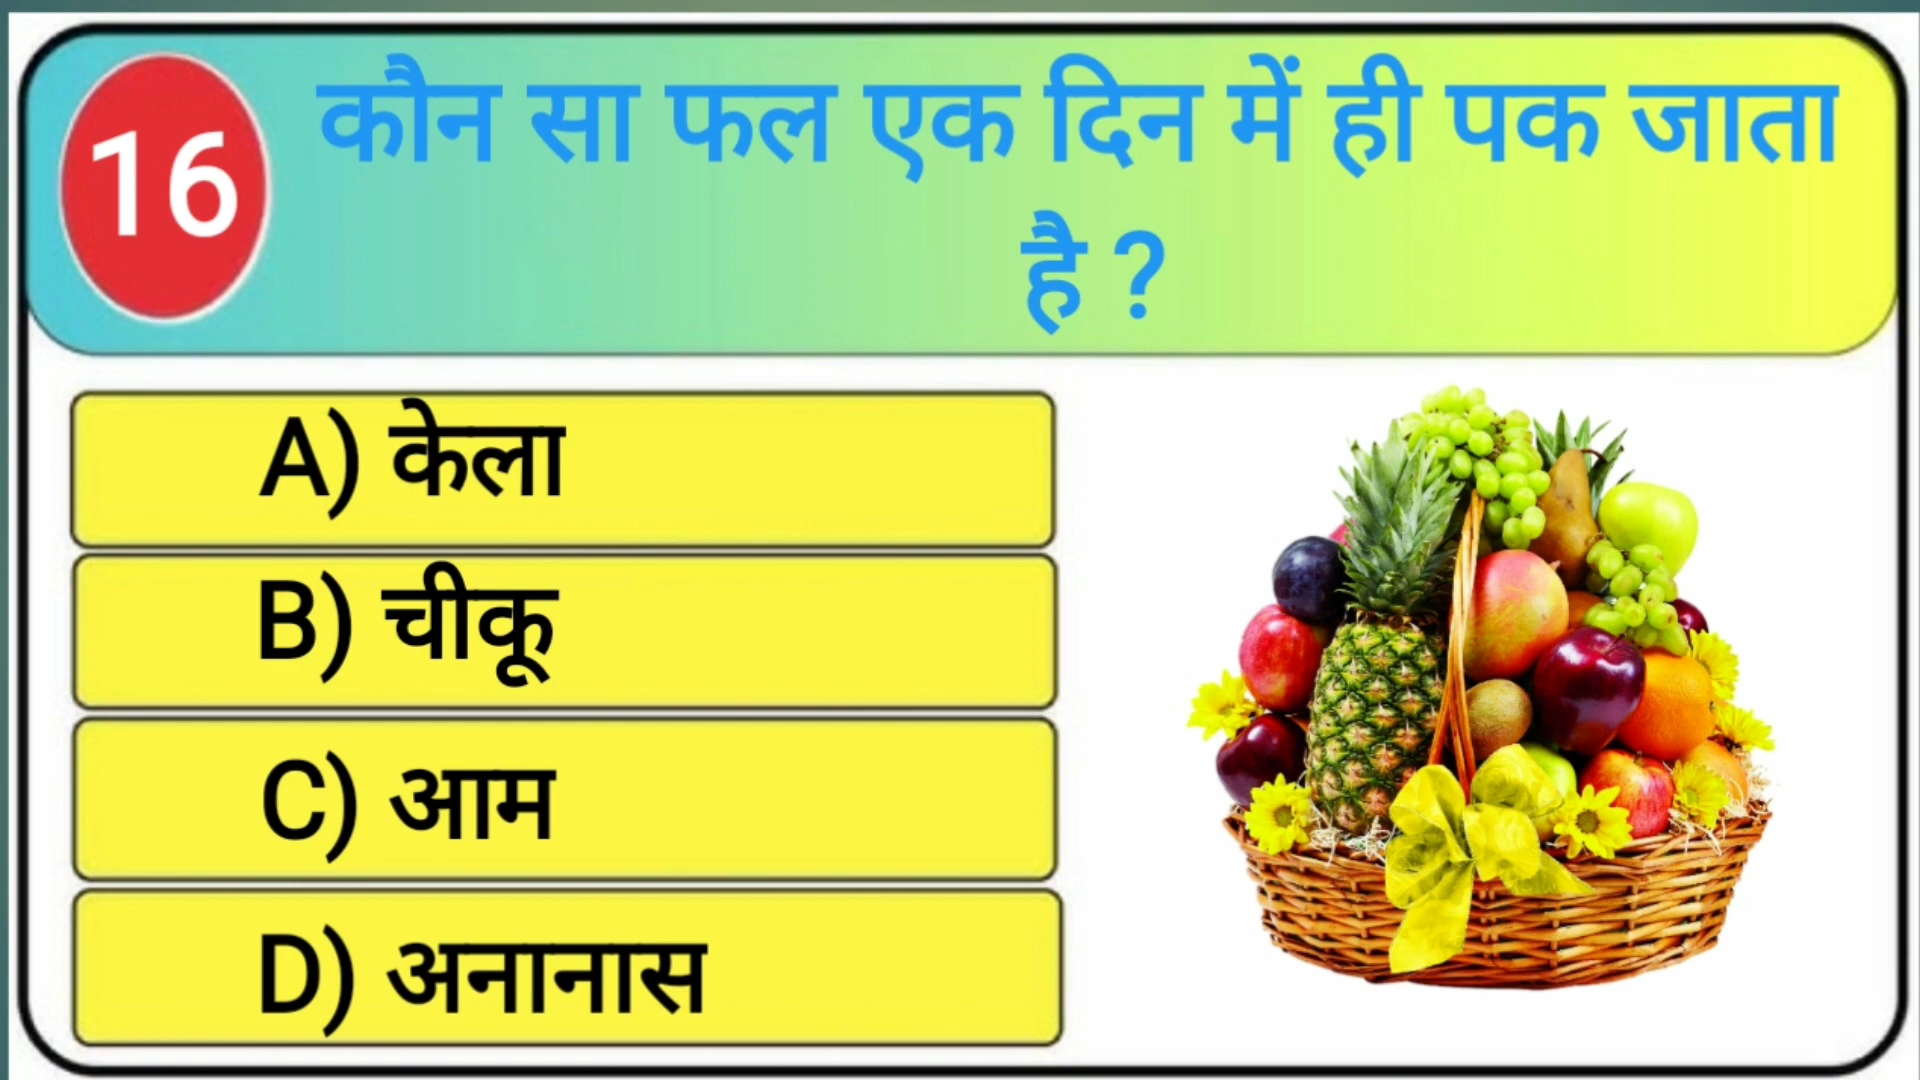 16
कौन सा फल एक दिन में ही पक जाता
है ?
A) केला
B) चीकू
C) आम
D) अनानास